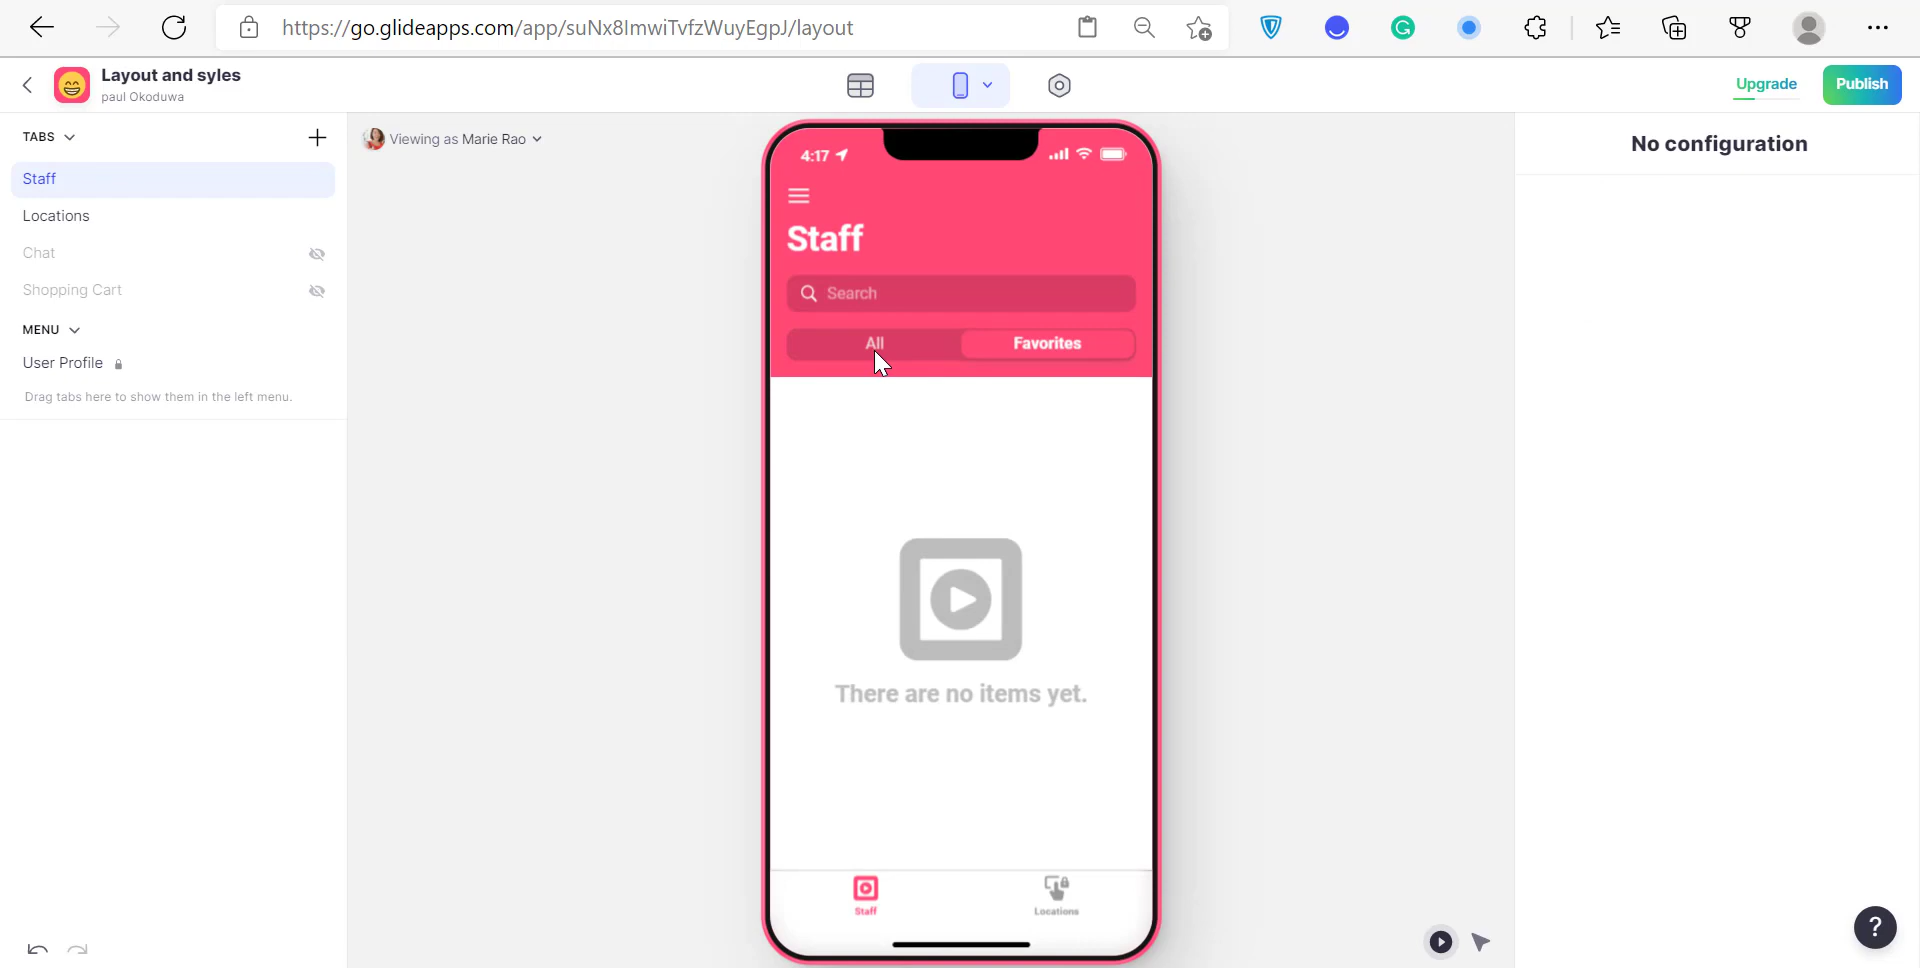 https://go.glideapps.com/app/suNx8ImwiTvfzWuyEgpJ/layout
G
Layout and syles
paul Okoduwa
Upgrade
Publish
TABS
Staff
Locations
Chat
Shopping Cart
MENU
User Profile
Drag tabs here to show them in the left menu.
Viewing as Marie Rao
4:17
Staff
Search
All
Favorites
There are no items yet.
Staff
Locations
No configuration
?